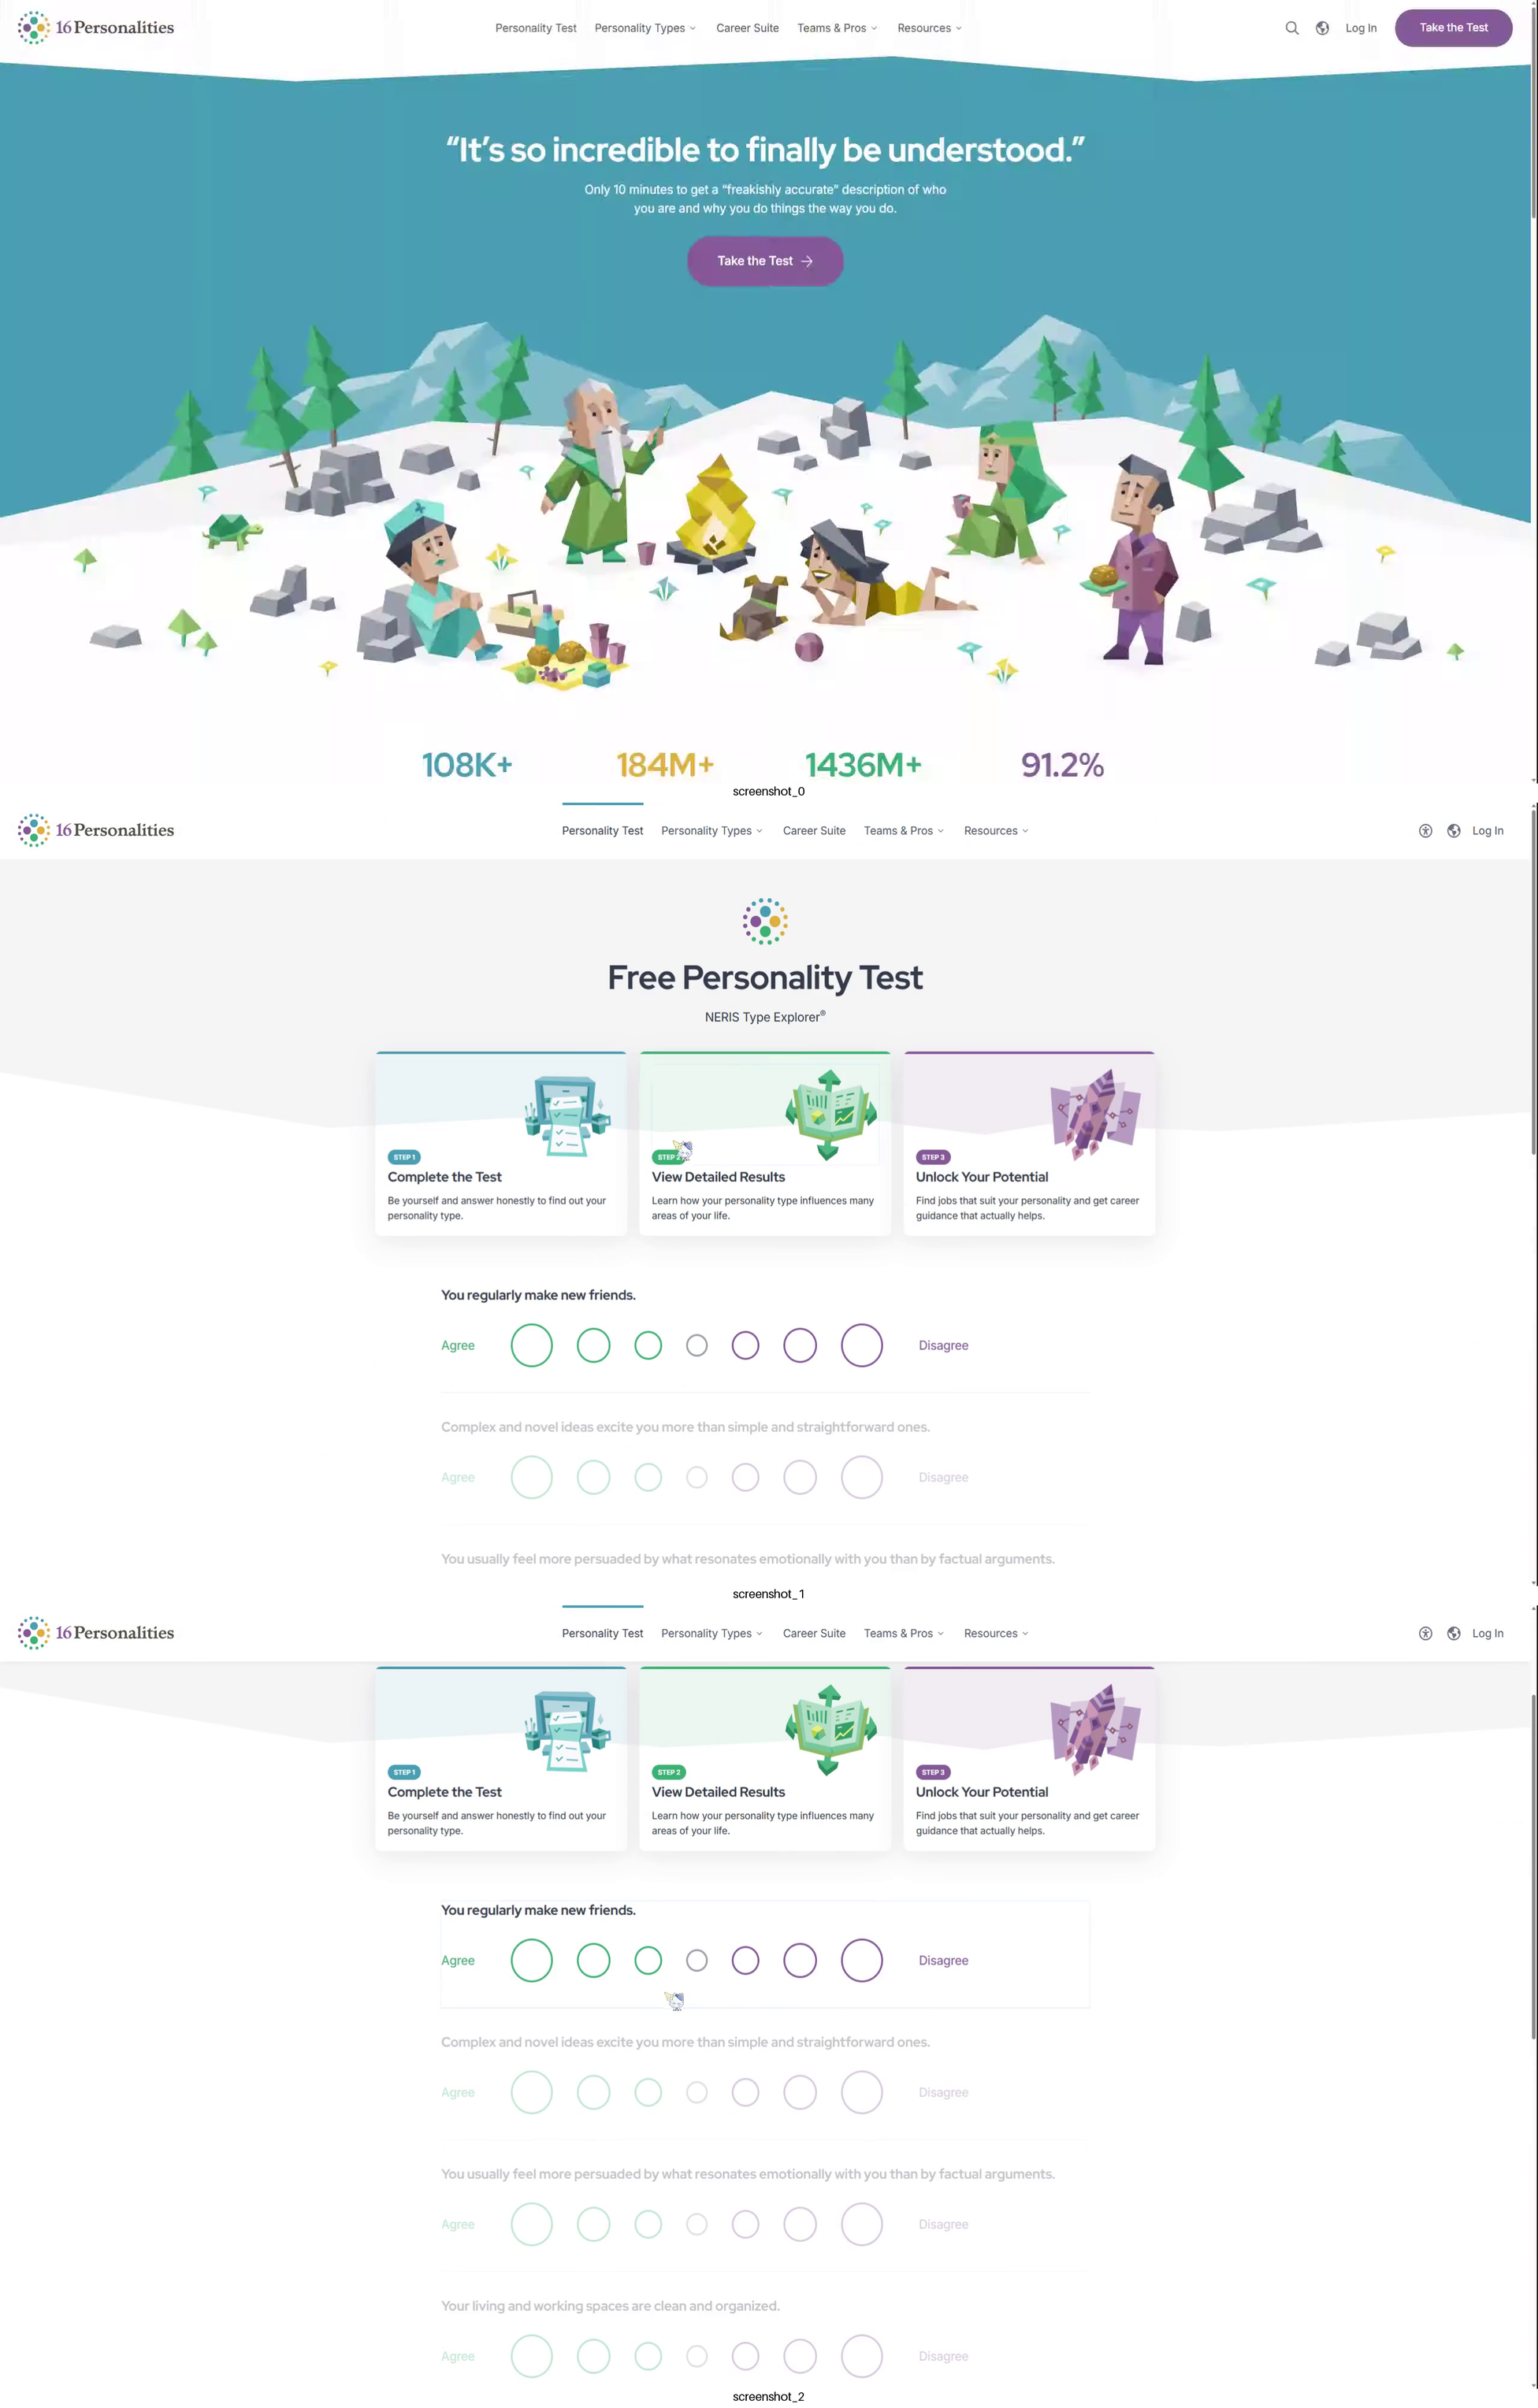 16Personalities
Personality Test
Personality Types
Career Suite
Teams & Pros
Resources
Log In
Take the Test
“It’s so incredible to finally be understood.”
Only 10 minutes to get a “freakishly accurate” description of who
you are and why you do things the way you do.
Take the Test →
108K+
184M+
1436M+
91.2%
screenshot_0
16Personalities
Personality Test
Personality Types
Career Suite
Teams & Pros
Resources
Log In
Free Personality Test
NERIS Type Explorer®
STEP 1
Complete the Test
Be yourself and answer honestly to find out your
personality type.
STEP 2
View Detailed Results
Learn how your personality type influences many
areas of your life.
STEP 3
Unlock Your Potential
Find jobs that suit your personality and get career
guidance that actually helps.
You regularly make new friends.
Agree
Disagree
Complex and novel ideas excite you more than simple and straightforward ones.
Agree
Disagree
You usually feel more persuaded by what resonates emotionally with you than by factual arguments.
screenshot_1
16Personalities
Personality Test
Personality Types
Career Suite
Teams & Pros
Resources
Log In
STEP 1
Complete the Test
Be yourself and answer honestly to find out your
personality type.
STEP 2
View Detailed Results
Learn how your personality type influences many
areas of your life.
STEP 3
Unlock Your Potential
Find jobs that suit your personality and get career
guidance that actually helps.
You regularly make new friends.
Agree
Disagree
Complex and novel ideas excite you more than simple and straightforward ones.
Agree
Disagree
You usually feel more persuaded by what resonates emotionally with you than by factual arguments.
Agree
Disagree
Your living and working spaces are clean and organized.
Agree
Disagree
screenshot_2